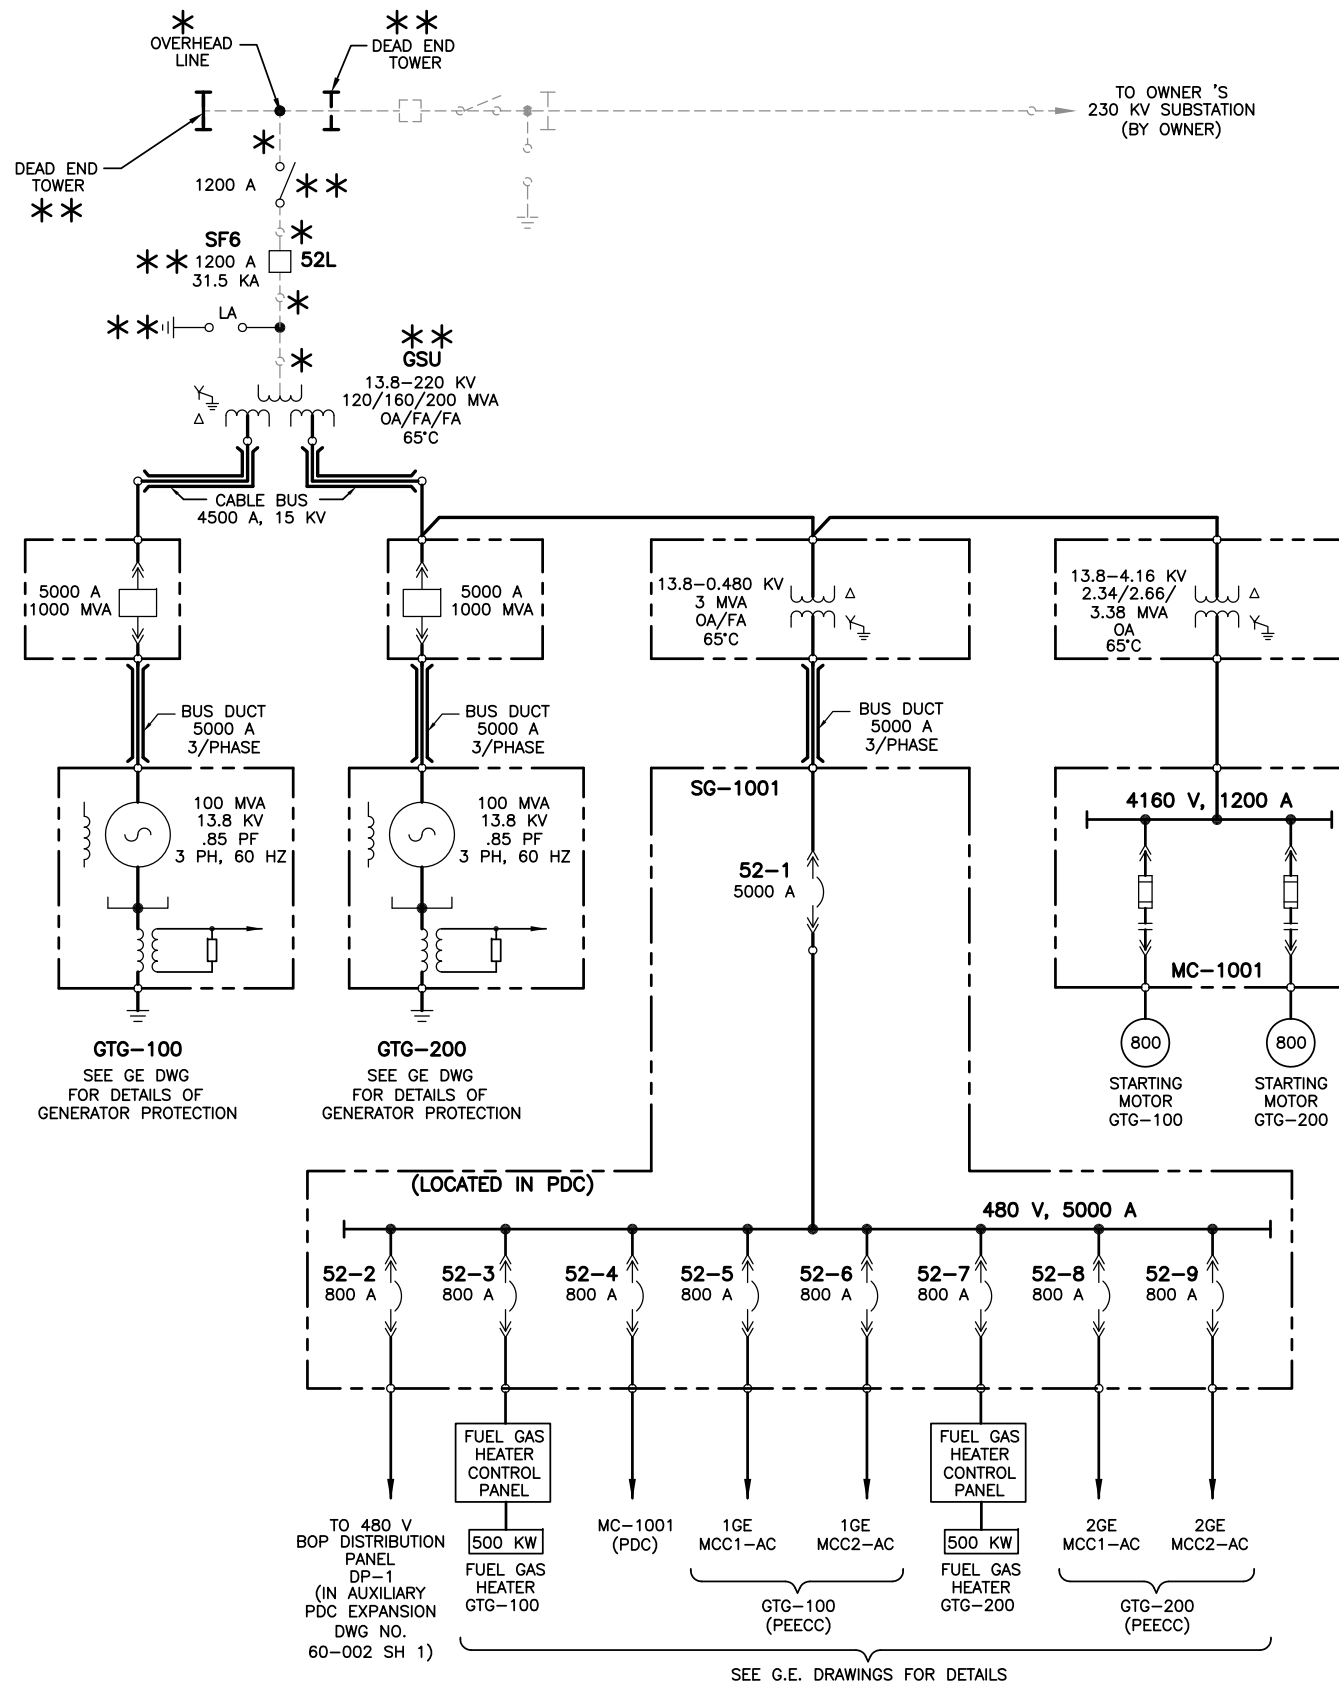 OVERHEAD
LINE
DEAD END
TOWER
TO OWNER 'S
230 KV SUBSTATION
(BY OWNER)
DEAD END
TOWER
1200 A
SF6
1200 A
31.5 KA
52L
LA
GSU
13.8-220 KV
120/160/200 MVA
OA/FA/FA
65°C
Y
Δ
CABLE BUS
4500 A, 15 KV
5000 A
1000 MVA
5000 A
1000 MVA
13.8-0.480 KV
3 MVA
OA/FA
65°C
Δ
Y
13.8-4.16 KV
2.34/2.66/
3.38 MVA
OA
65°C
Δ
Y
BUS DUCT
5000 A
3/PHASE
BUS DUCT
5000 A
3/PHASE
BUS DUCT
5000 A
3/PHASE
100 MVA
13.8 KV
.85 PF
3 PH, 60 HZ
100 MVA
13.8 KV
.85 PF
3 PH, 60 HZ
SG-1001
52-1
5000 A
4160 V, 1200 A
MC-1001
GTG-100
SEE GE DWG
FOR DETAILS OF
GENERATOR PROTECTION
GTG-200
SEE GE DWG
FOR DETAILS OF
GENERATOR PROTECTION
800
STARTING
MOTOR
GTG-100
800
STARTING
MOTOR
GTG-200
(LOCATED IN PDC)
480 V, 5000 A
52-2
800 A
52-3
800 A
52-4
800 A
52-5
800 A
52-6
800 A
52-7
800 A
52-8
800 A
52-9
800 A
TO 480 V
BOP DISTRIBUTION
PANEL
DP-1
(IN AUXILIARY
PDC EXPANSION
DWG NO.
60-002 SH 1)
FUEL GAS
HEATER
CONTROL
PANEL
500 KW
FUEL GAS
HEATER
GTG-100
MC-1001
(PDC)
1GE
MCC1-AC
1GE
MCC2-AC
GTG-100
(PEECC)
FUEL GAS
HEATER
CONTROL
PANEL
500 KW
FUEL GAS
HEATER
GTG-200
2GE
MCC1-AC
2GE
MCC2-AC
GTG-200
(PEECC)
SEE G.E. DRAWINGS FOR DETAILS